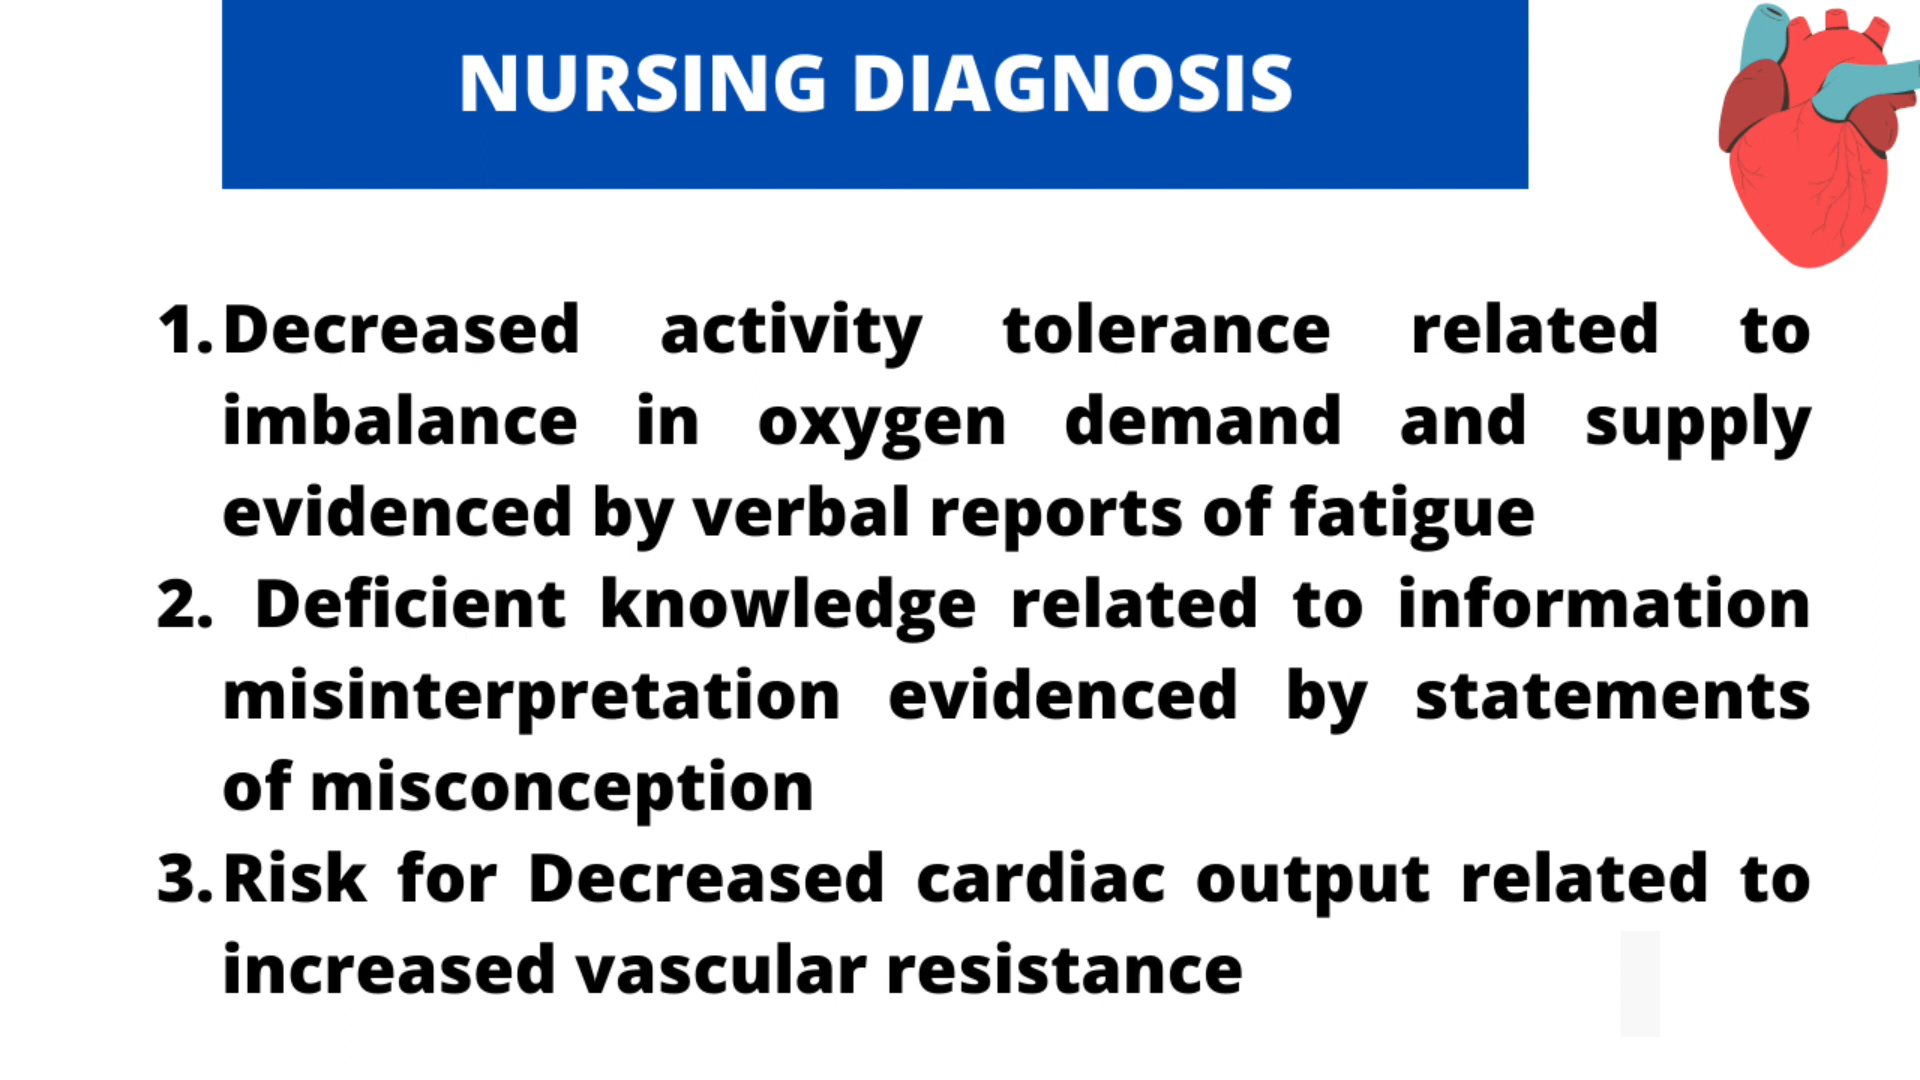 NURSING DIAGNOSIS
1. Decreased activity tolerance related to
imbalance in oxygen demand and supply
evidenced by verbal reports of fatigue
2. Deficient knowledge related to information
misinterpretation evidenced by statements
of misconception
3. Risk for Decreased cardiac output related to
increased vascular resistance